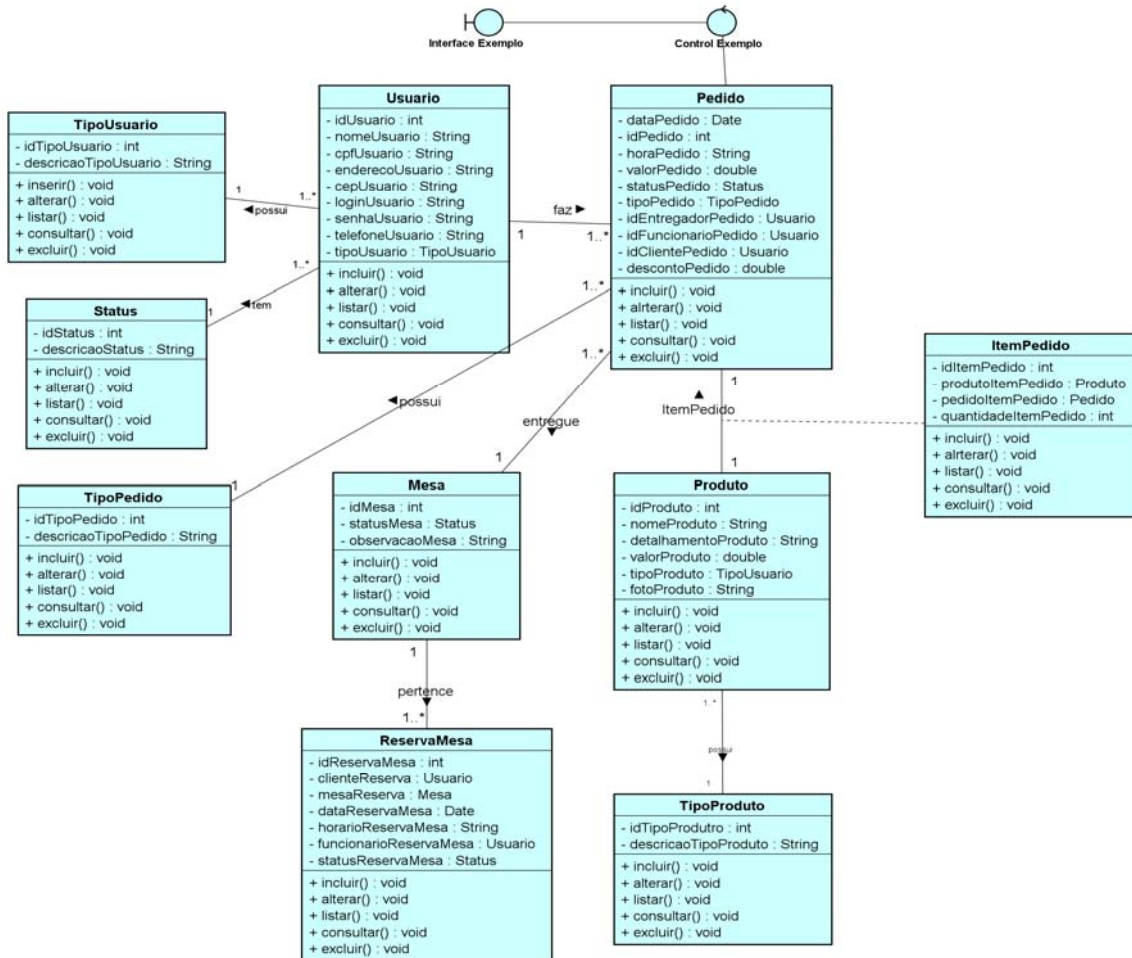 Interface Exemplo
Control Exemplo
TipoUsuario
- idTipoUsuario : int
- descricaoTipoUsuario : String
+ inserir() : void
+ alterar() : void
+ listar() : void
+ consultar() : void
+ excluir() : void
1
1..*
possui
Usuario
- idUsuario : int
- nomeUsuario : String
- cpfUsuario : String
- enderecoUsuario : String
- cepUsuario : String
- loginUsuario : String
- senhaUsuario : String
- telefoneUsuario : String
- tipoUsuario : TipoUsuario
+ incluir() : void
+ alterar() : void
+ listar() : void
+ consultar() : void
+ excluir() : void
faz
1
1..*
Pedido
- dataPedido : Date
- idPedido : int
- horaPedido : String
- valorPedido : double
- statusPedido : Status
- tipoPedido : TipoPedido
- idEntregadorPedido : Usuario
- idFuncionarioPedido : Usuario
- idClientePedido : Usuario
- descontoPedido : double
+ incluir() : void
+ alrterar() : void
+ listar() : void
+ consultar() : void
+ excluir() : void
1..*
tem
1
Status
- idStatus : int
- descricaoStatus : String
+ incluir() : void
+ alterar() : void
+ listar() : void
+ consultar() : void
+ excluir() : void
1..*
possui
1
1..*
entregue
1
1
ItemPedido
1
ItemPedido
- idItemPedido : int
- produtoItemPedido : Produto
- pedidoItemPedido : Pedido
- quantidadeItemPedido : int
+ incluir() : void
+ alrterar() : void
+ listar() : void
+ consultar() : void
+ excluir() : void
TipoPedido
- idTipoPedido : int
- descricaoTipoPedido : String
+ incluir() : void
+ alterar() : void
+ listar() : void
+ consultar() : void
+ excluir() : void
Mesa
- idMesa : int
- statusMesa : Status
- observacaoMesa : String
+ incluir() : void
+ alterar() : void
+ listar() : void
+ consultar() : void
+ excluir() : void
Produto
- idProduto : int
- nomeProduto : String
- detalhamentoProduto : String
- valorProduto : double
- tipoProduto : TipoUsuario
- fotoProduto : String
+ incluir() : void
+ alterar() : void
+ listar() : void
+ consultar() : void
+ excluir() : void
1
pertence
1..*
1..*
possui
1
ReservaMesa
- idReservaMesa : int
- clienteReserva : Usuario
- mesaReserva : Mesa
- dataReservaMesa : Date
- horarioReservaMesa : String
- funcionarioReservaMesa : Usuario
- statusReservaMesa : Status
+ incluir() : void
+ alterar() : void
+ listar() : void
+ consultar() : void
+ excluir() : void
TipoProduto
- idTipoProdutro : int
- descricaoTipoProduto : String
+ incluir() : void
+ alterar() : void
+ listar() : void
+ consultar() : void
+ excluir() : void